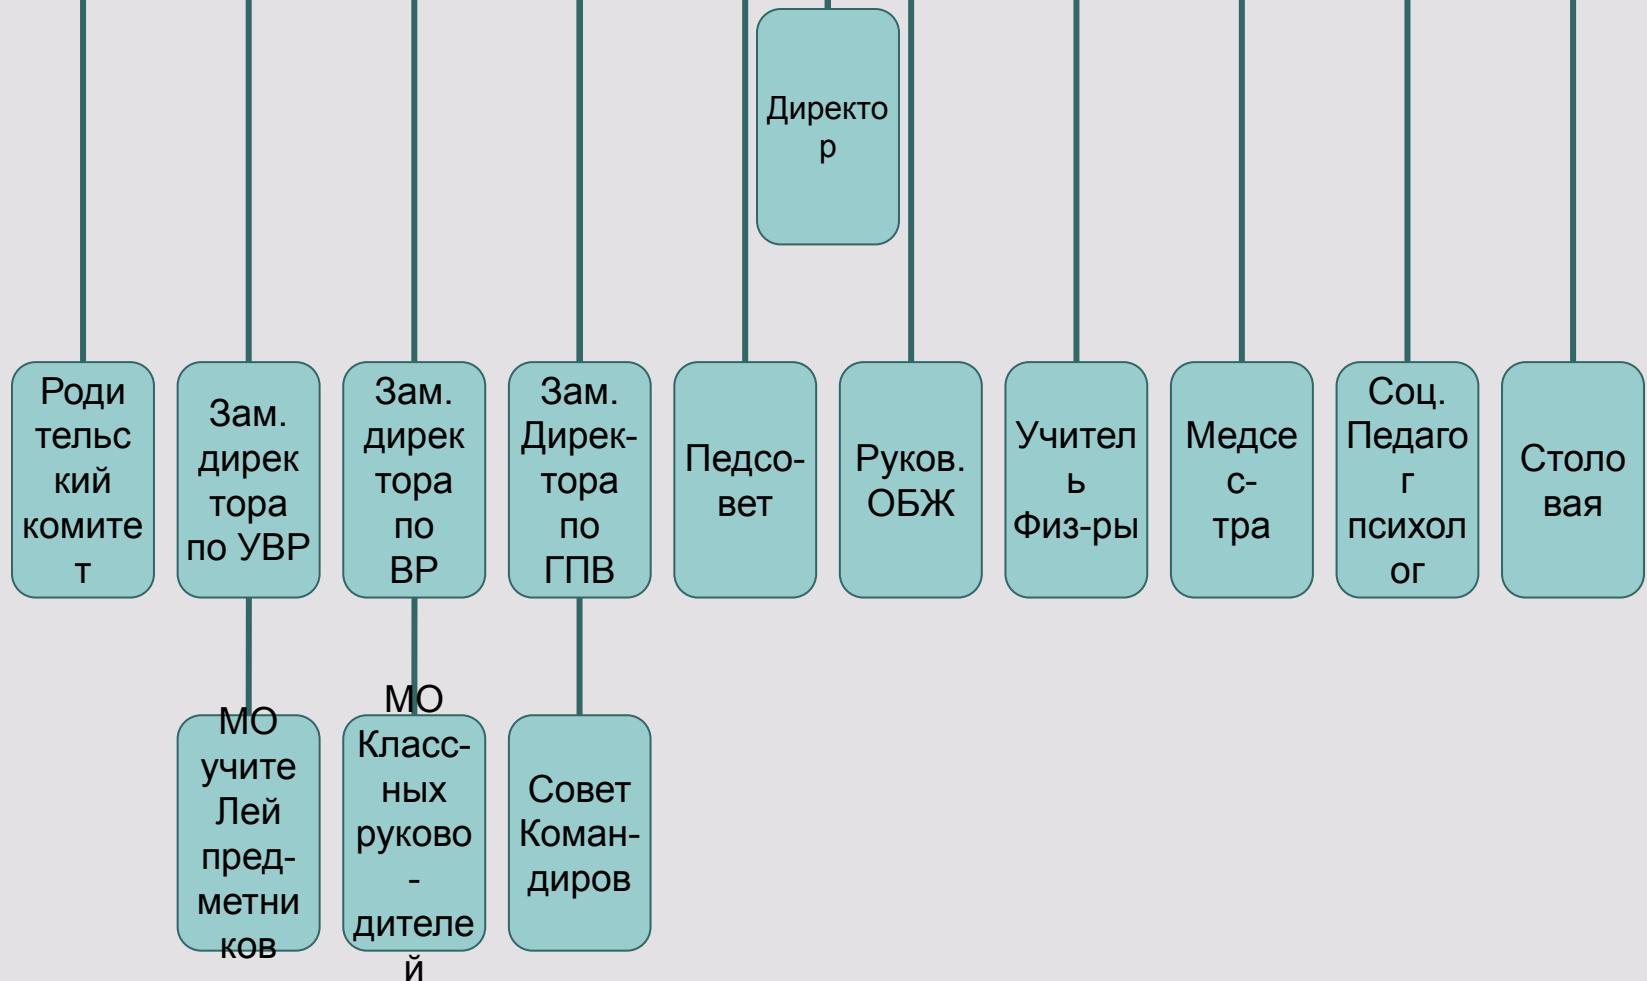 Директо
р
Роди
тельс
кий
комите
т
Зам.
дирек
тора
по УВР
Зам.
дирек
тора
по
ВР
Зам.
Дирек-
тора
по
ГПВ
Педсо-
вет
Руков.
ОБЖ
Учител
ь
Физ-ры
Медсе
с-
тра
Соц.
Педаго
г
психол
ог
Столо
вая
МО
учите
Лей
пред-
метни
ков
МО
Класс-
ных
руково
-
дителе
й
Совет
Коман-
диров